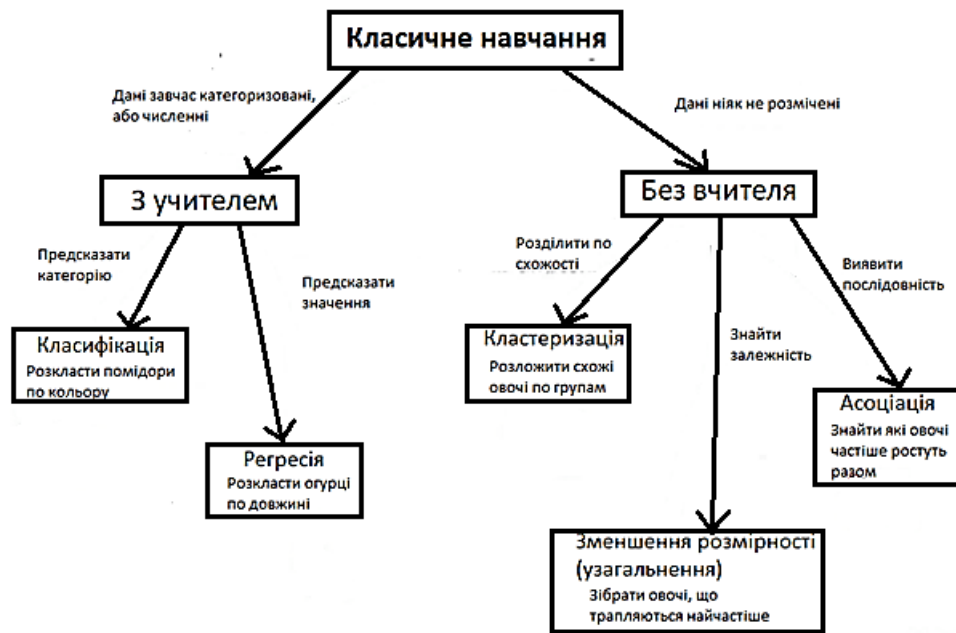 Класичне навчання
Дані завчас категоризовані,
або численні
Дані ніяк не розмічені
З учителем
Без вчителя
Предсказати
категорію
Предсказати
значення
Розділити по
схожості
Виявити
послідовність
Знайти
залежність
Класифікація
Розкласти помідори
по кольору
Регресія
Розкласти огурці
по довжині
Кластеризація
Розложити схожі
овочі по групам
Асоціація
Знайти які овочі
частіше ростуть
разом
Зменшення розмірності
(узагальнення)
Зібрати овочі, що
трапляються найчастіше